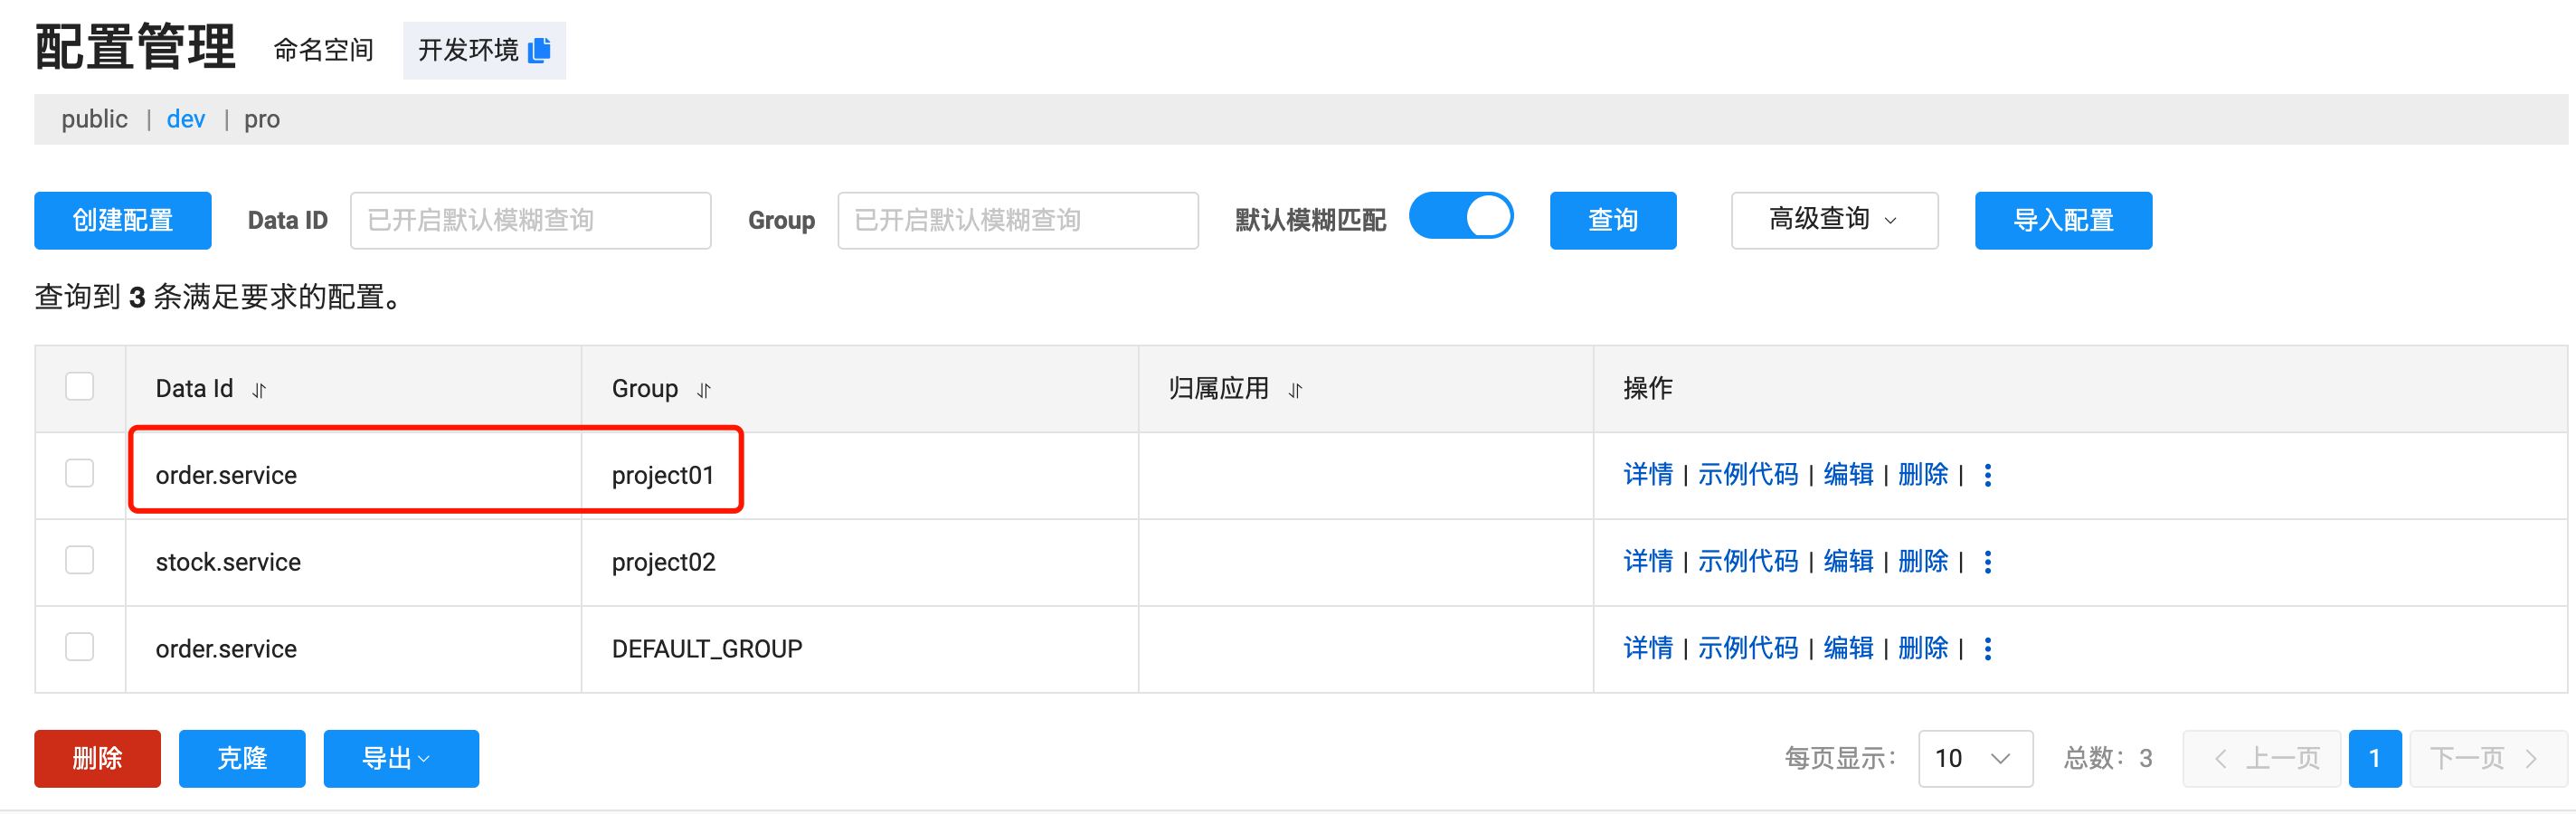 配置管理 命名空间 开发环境
public | dev | pro
创建配置 Data ID 已开启默认模糊查询 Group 已开启默认模糊查询 默认模糊匹配 查询 高级查询 导入配置
查询到 3 条满足要求的配置。
Data Id Group 归属应用 操作
order.service project01 详情 | 示例代码 | 编辑 | 删除 |
stock.service project02 详情 | 示例代码 | 编辑 | 删除 |
order.service DEFAULT_GROUP 详情 | 示例代码 | 编辑 | 删除 |
删除 克隆 导出 每页显示： 10 总数：3 上一页 1 下一页